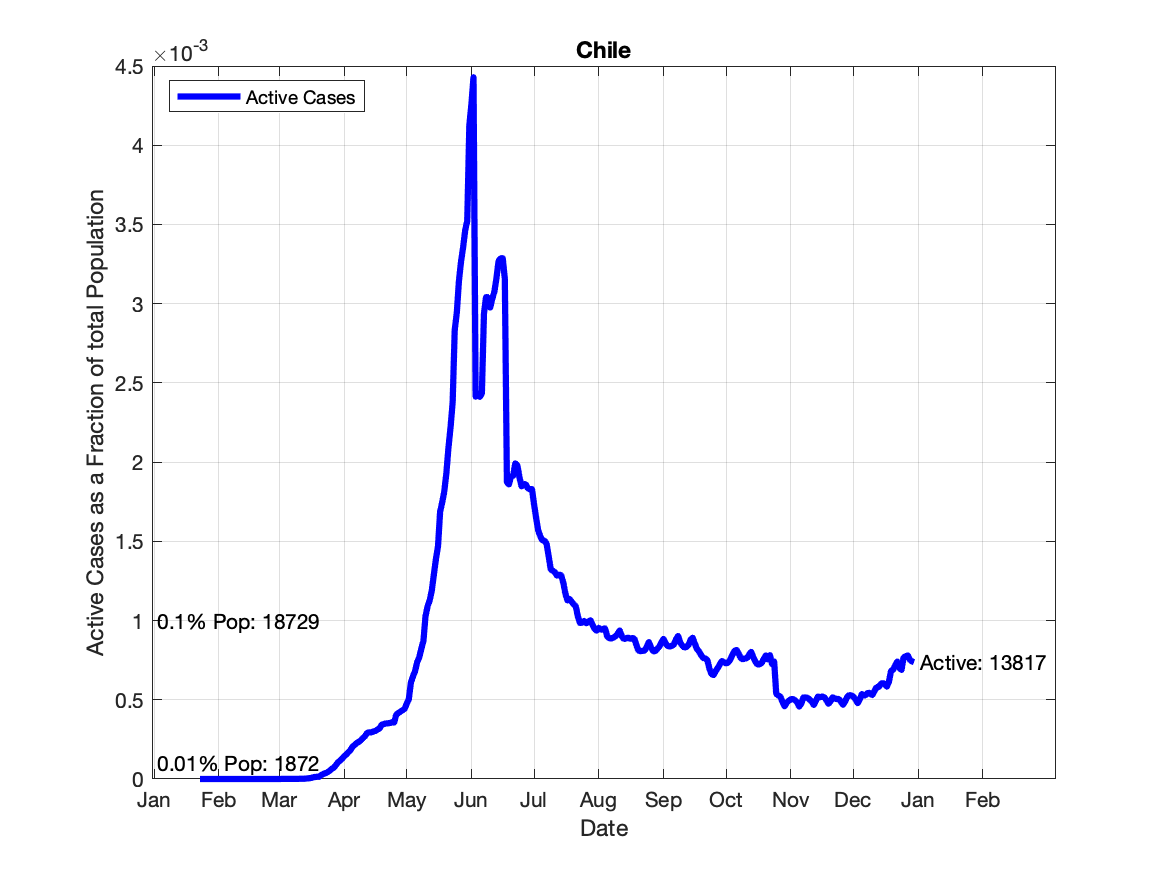 Chile
×10-3
4.5
4
3.5
3
2.5
2
1.5
1
0.5
0
Active Cases as a Fraction of total Population
Active Cases
0.1% Pop: 18729
0.01% Pop: 1872
Active: 13817
Jan Feb Mar Apr May Jun Jul Aug Sep Oct Nov Dec Jan Feb
Date